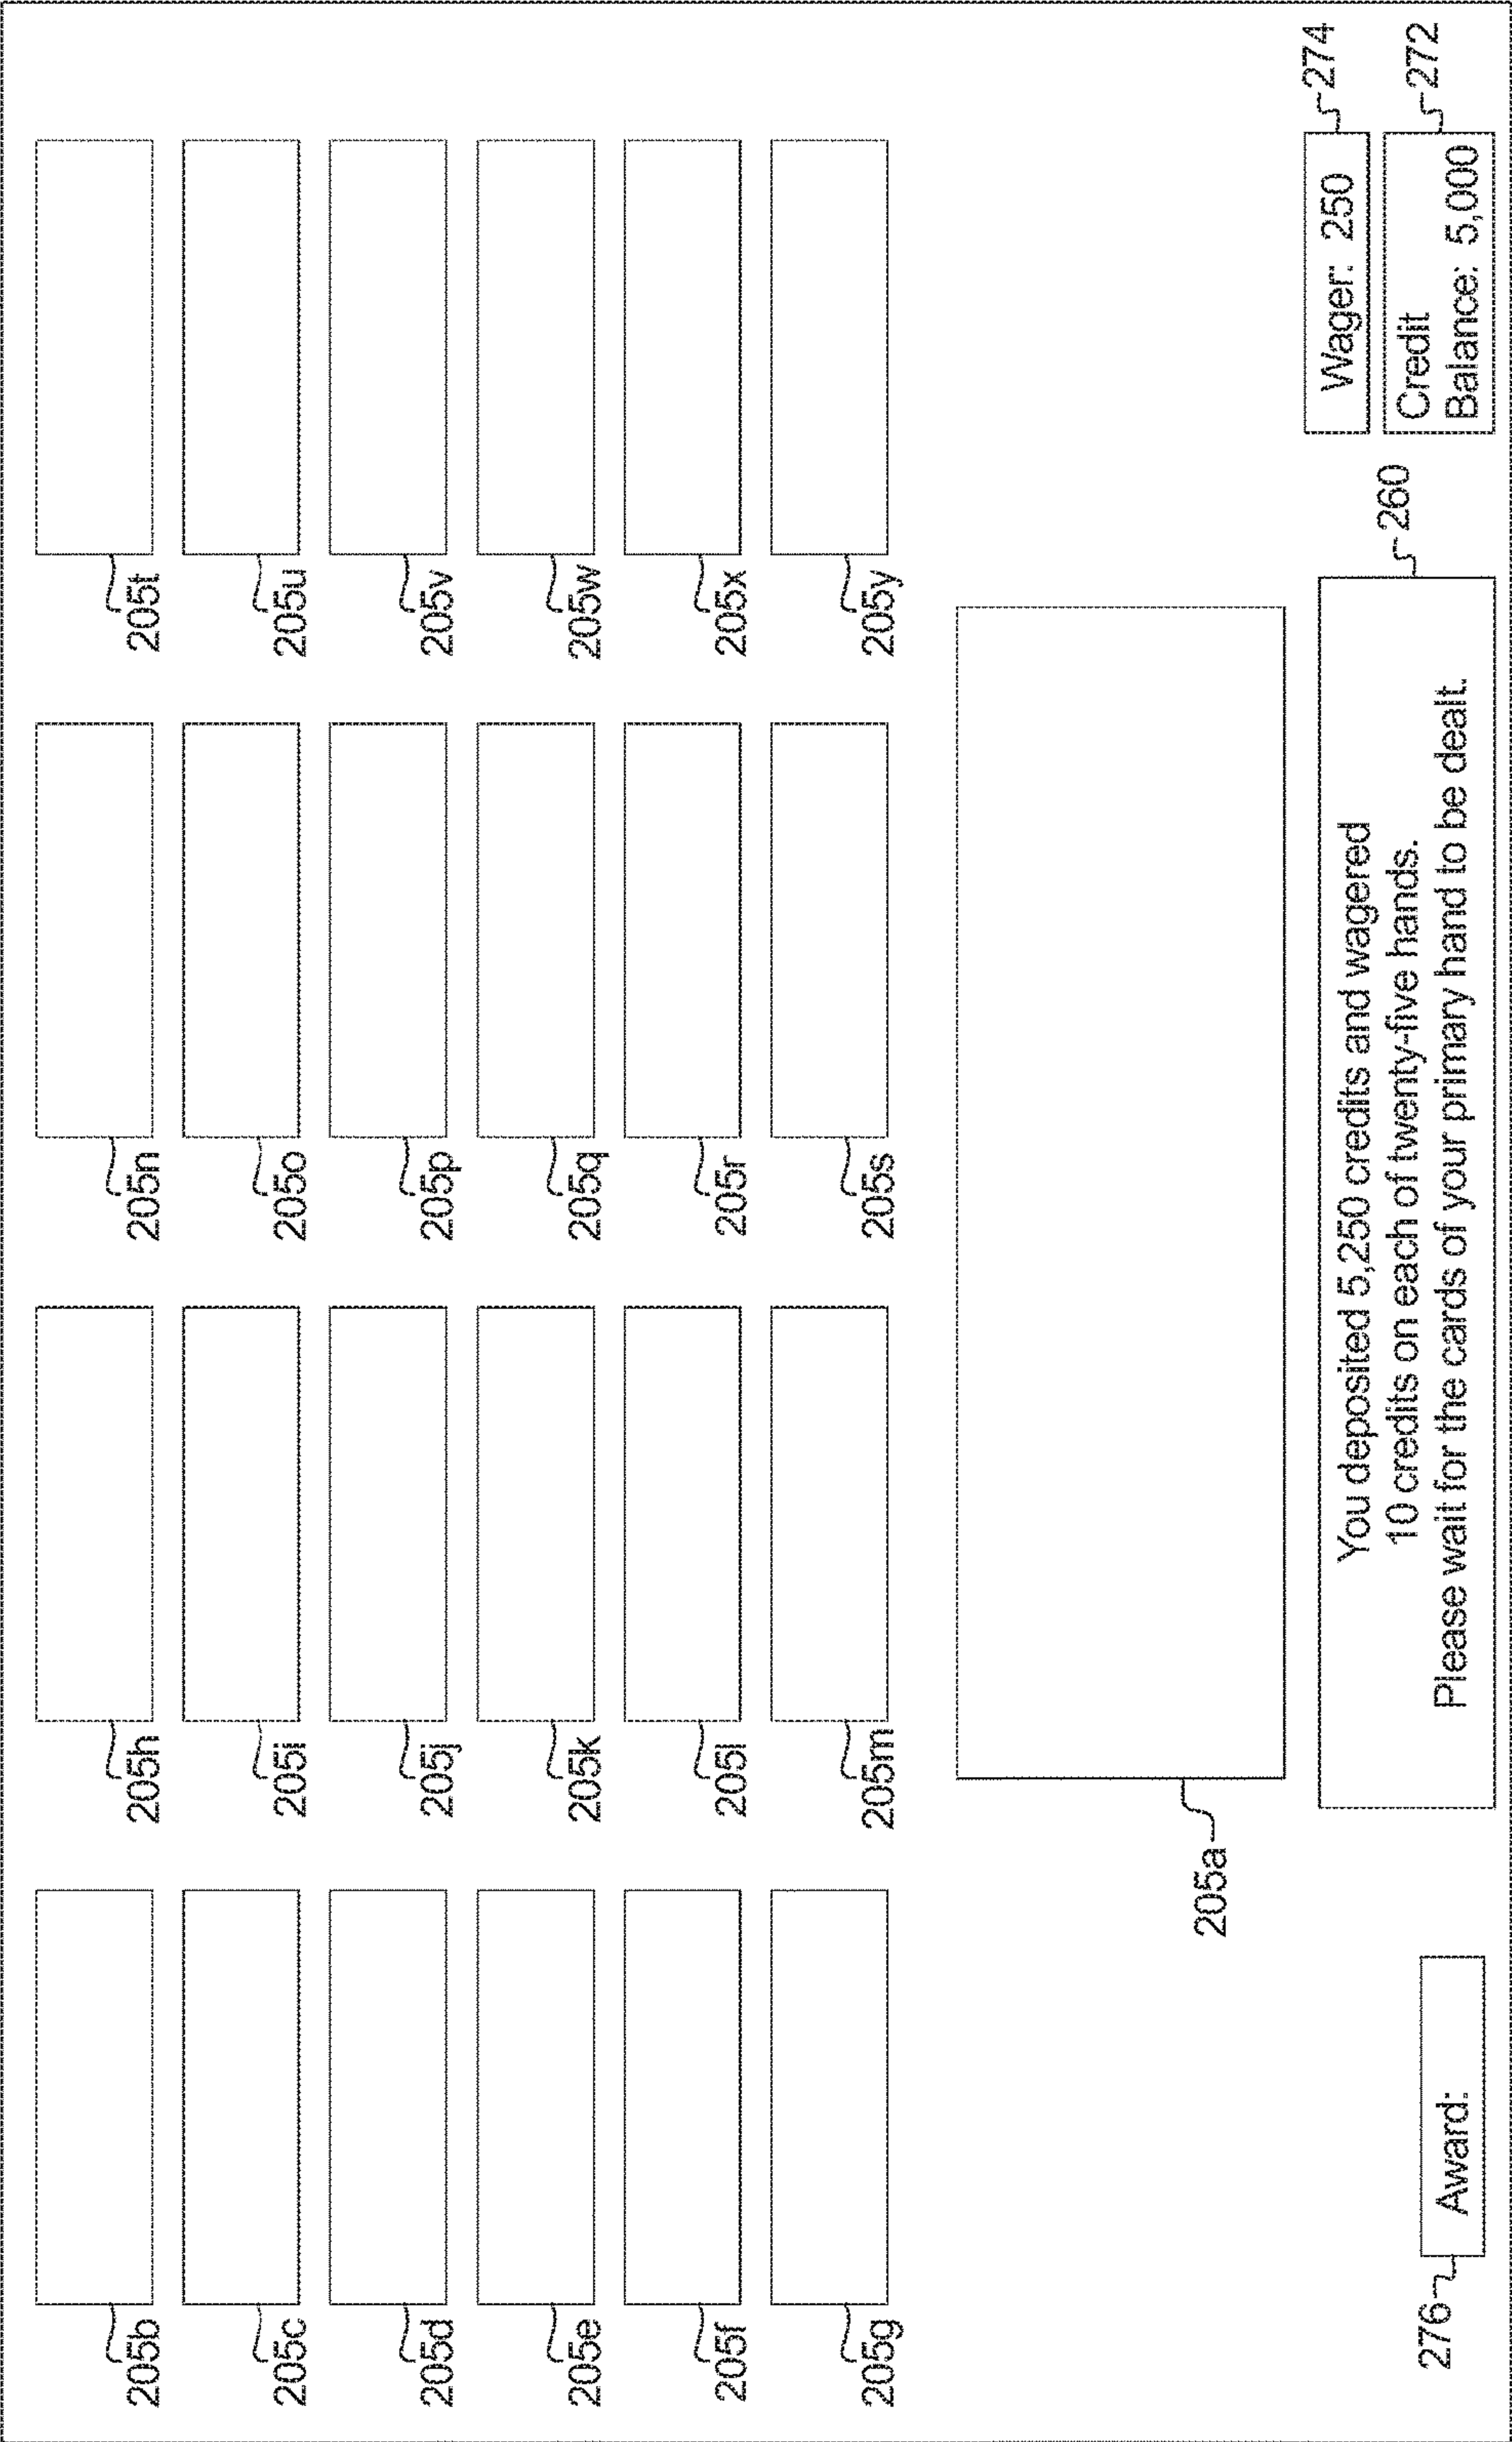 205b
205h
205n
205t
205c
205i
205o
205u
205d
205j
205p
205v
205e
205k
205q
205w
205f
205l
205r
205x
205g
205m
205s
205y
205a
276
Award:
You deposited 5,250 credits and wagered
10 credits on each of twenty-five hands.
Please wait for the cards of your primary hand to be dealt.
260
Wager: 250
274
Credit
Balance: 5,000
272